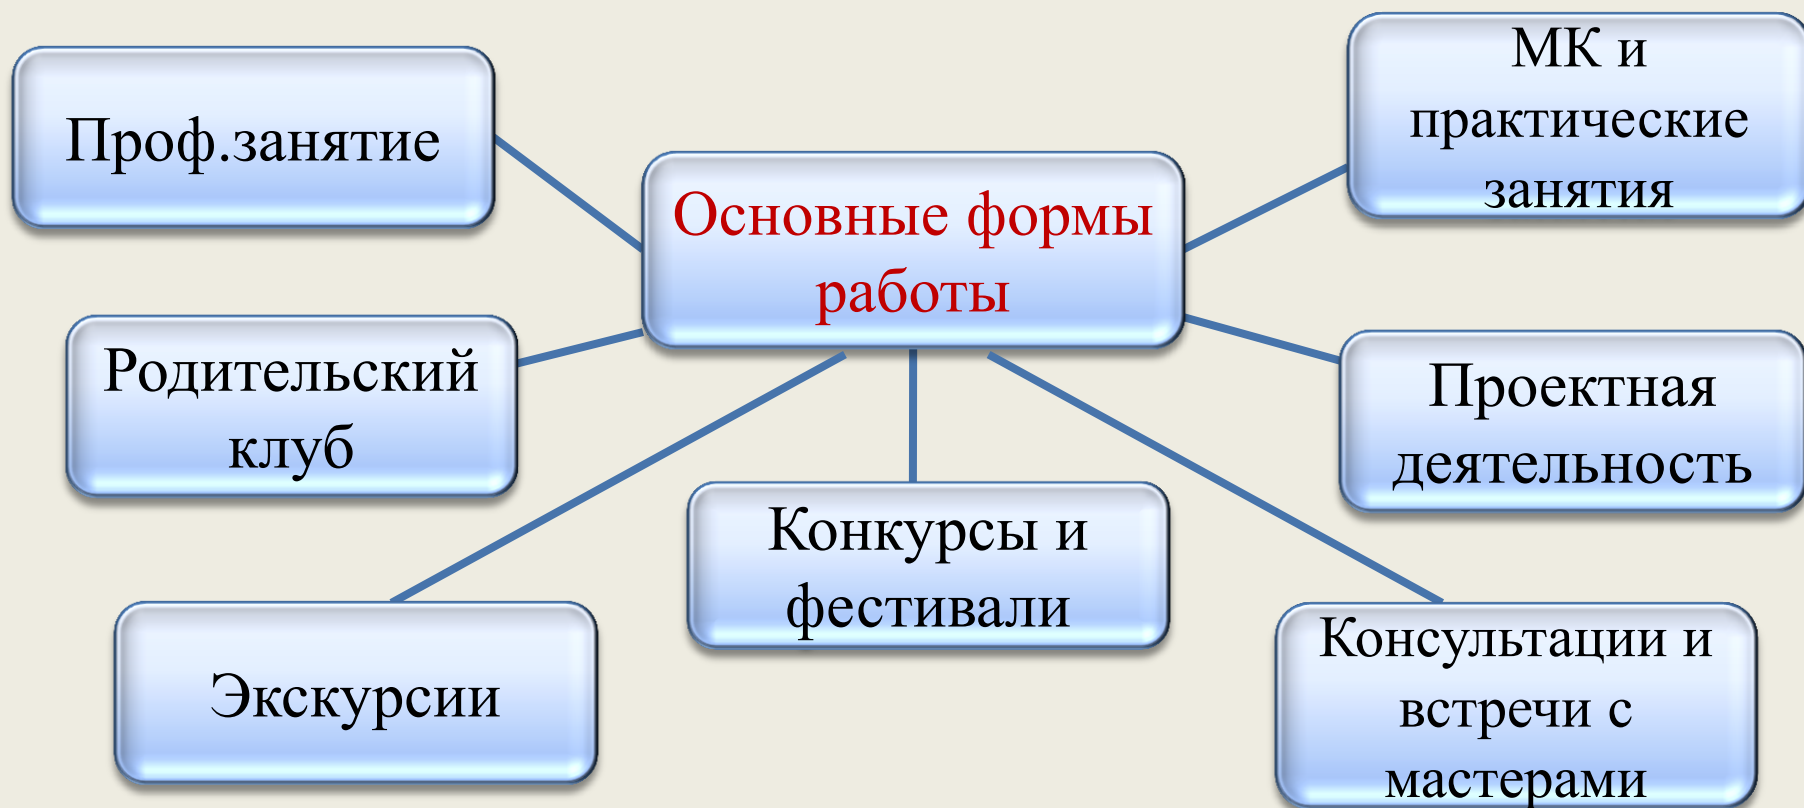 МК и
практические
занятия
Проф.занятие
Основные формы
работы
Родительский
клуб
Проектная
деятельность
Конкурсы и
фестивали
Экскурсии
Консультации и
встречи с
мастерами